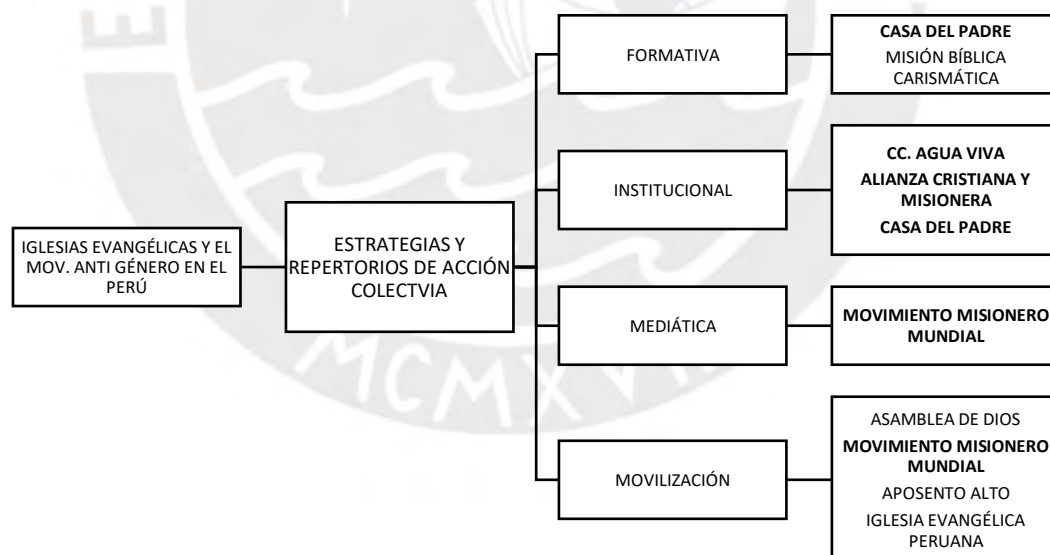 IGLESIAS EVANGÉLICAS Y EL
MOV. ANTI GÉNERO EN EL
PERÚ
ESTRATEGIAS Y
REPERTORIOS DE ACCIÓN
COLECTVIA
FORMATIVA
CASA DEL PADRE
MISIÓN BÍBLICA
CARISMÁTICA
INSTITUCIONAL
CC. AGUA VIVA
ALIANZA CRISTIANA Y
MISIONERA
CASA DEL PADRE
MEDIÁTICA
MOVIMIENTO MISIONERO
MUNDIAL
MOVILIZACIÓN
ASAMBLEA DE DIOS
MOVIMIENTO MISIONERO
MUNDIAL
APOSENTO ALTO
IGLESIA EVANGÉLICA
PERUANA